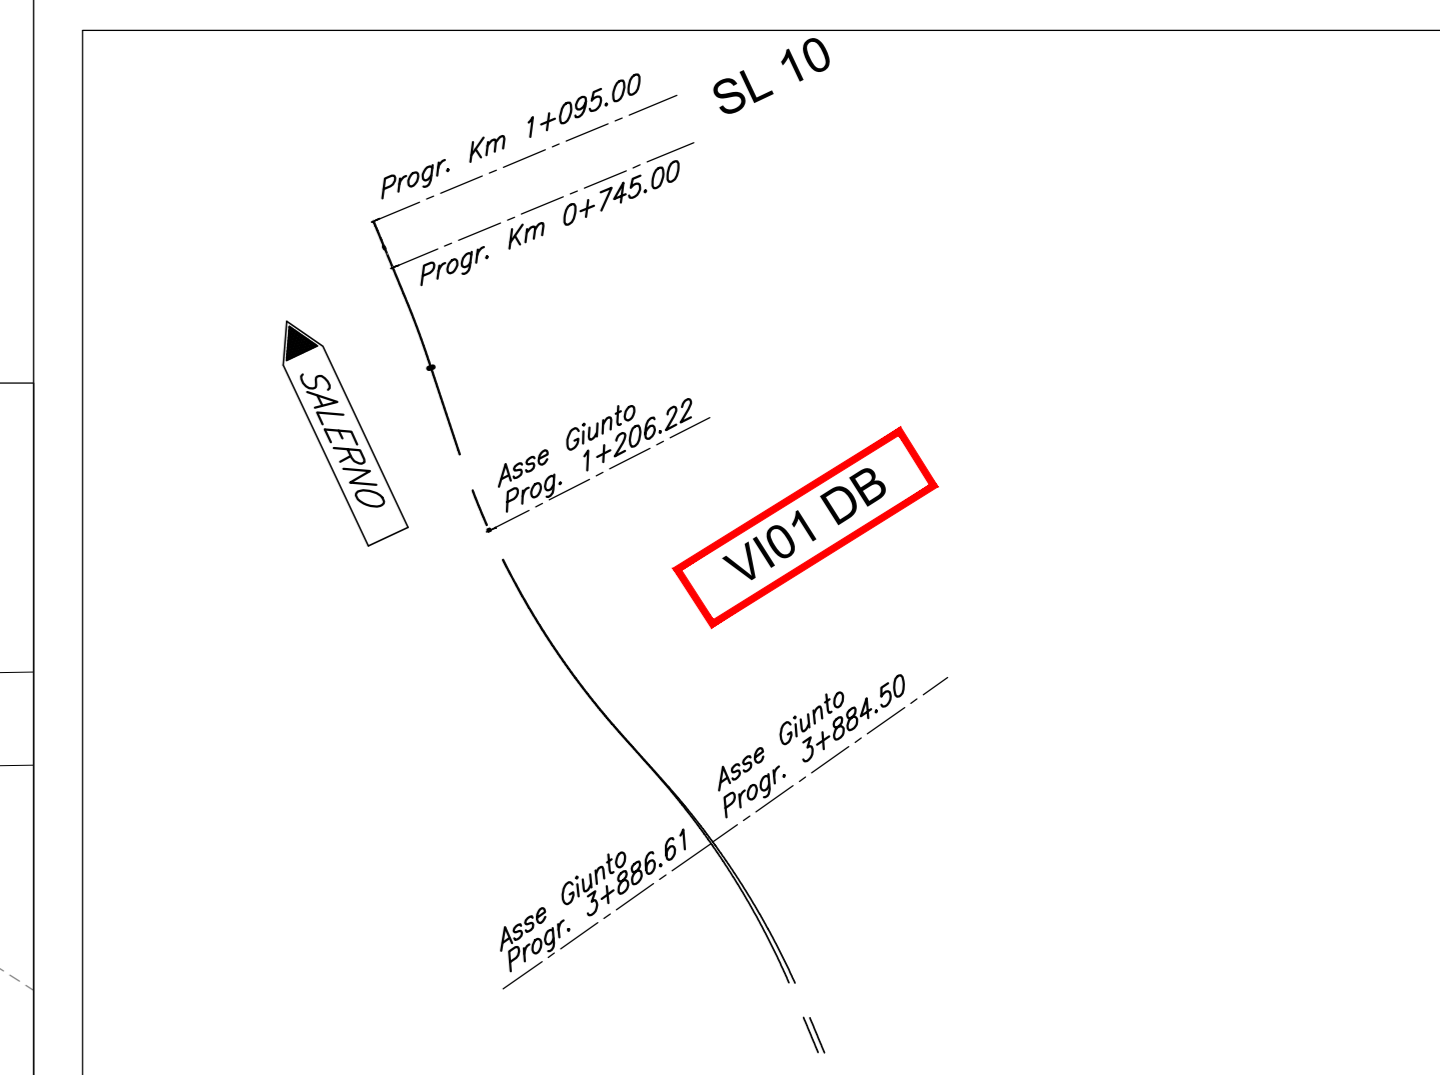 SL 10
Progr. Km 1+095.00
Progr. Km 0+745.00
SALERNO
Asse Giunto
Prog. 1+206.22
VI01 DB
Asse Giunto
Progr. 3+884.50
Asse Giunto
Progr. 3+886.61